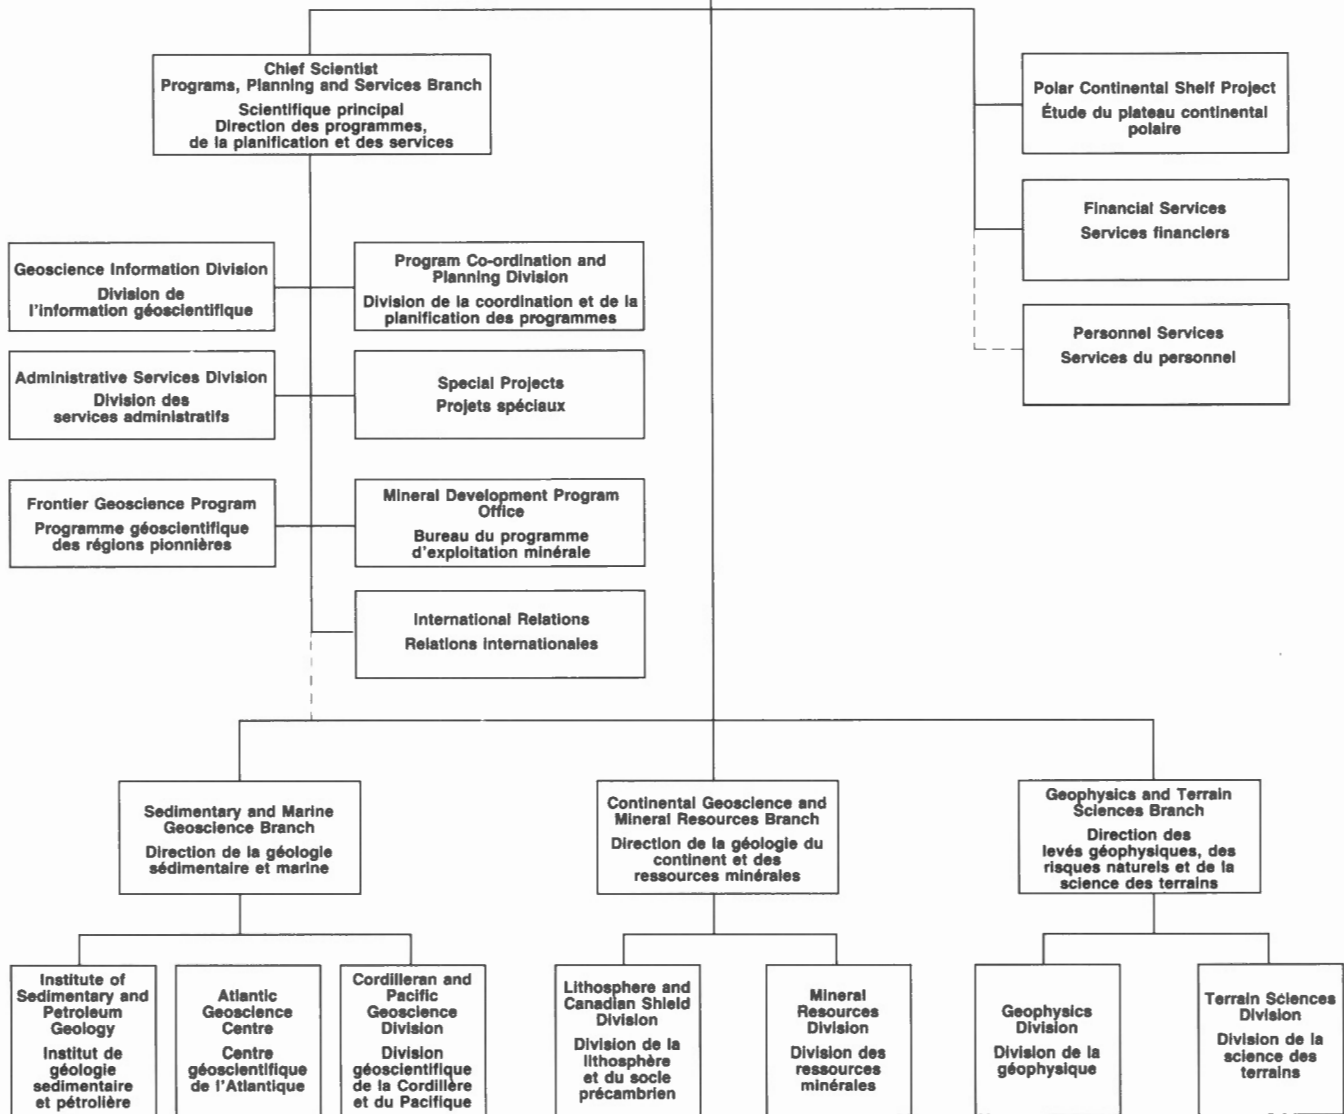 Chief Scientist
Programs, Planning and Services Branch
Scientifique principal
Direction des programmes,
de la planification et des services
Polar Continental Shelf Project
Étude du plateau continental
polaire
Financial Services
Services financiers
Personnel Services
Services du personnel
Geoscience Information Division
Division de
l'information géoscientifique
Program Co-ordination and
Planning Division
Division de la coordination et de la
planification des programmes
Administrative Services Division
Division des
services administratifs
Special Projects
Projets spéciaux
Frontier Geoscience Program
Programme géoscientifique
des régions pionnières
Mineral Development Program
Office
Bureau du programme
d'exploitation minérale
International Relations
Relations internationales
Sedimentary and Marine
Geoscience Branch
Direction de la géologie
sédimentaire et marine
Continental Geoscience and
Mineral Resources Branch
Direction de la géologie du
continent et des
ressources minérales
Geophysics and Terrain
Sciences Branch
Direction des
levés géophysiques, des
risques naturels et de la
science des terrains
Institute of
Sedimentary and
Petroleum
Geology
Institut de
géologie
sedimentaire
et pétrolière
Atlantic
Geoscience
Centre
Centre
géoscientifique
de l'Atlantique
Cordilleran and
Pacific
Geoscience
Division
Division
géoscientifique
de la Cordillère
et du Pacifique
Lithosphere and
Canadian Shield
Division
Division de la
lithosphère
et du socle
précambrien
Mineral
Resources
Division
Division des
ressources
minérales
Geophysics
Division
Division de la
géophysique
Terrain Sciences
Division
Division de la
science des
terrains